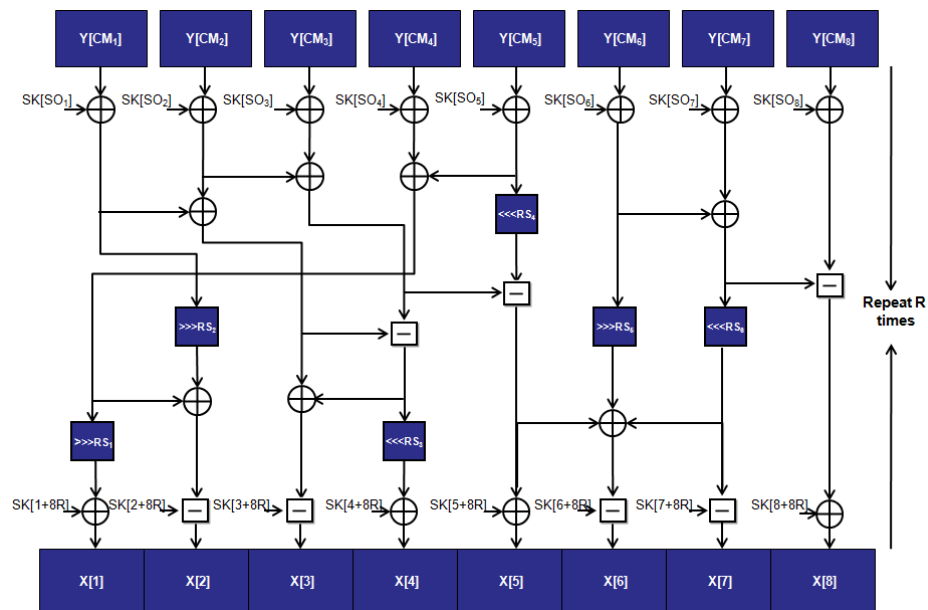 Y[CM₁] Y[CM₂] Y[CM₃] Y[CM₄] Y[CM₅] Y[CM₆] Y[CM₇] Y[CM₈]
SK[SO₁] SK[SO₂] SK[SO₃] SK[SO₄] SK[SO₅] SK[SO₆] SK[SO₇] SK[SO₈]
<<<RS₄
>>>RS₂ >>>RS₅ <<<RS₆
Repeat R
times
>>>RS₁ <<<RS₃
SK[1+8R] SK[2+8R] SK[3+8R] SK[4+8R] SK[5+8R] SK[6+8R] SK[7+8R] SK[8+8R]
X[1] X[2] X[3] X[4] X[5] X[6] X[7] X[8]